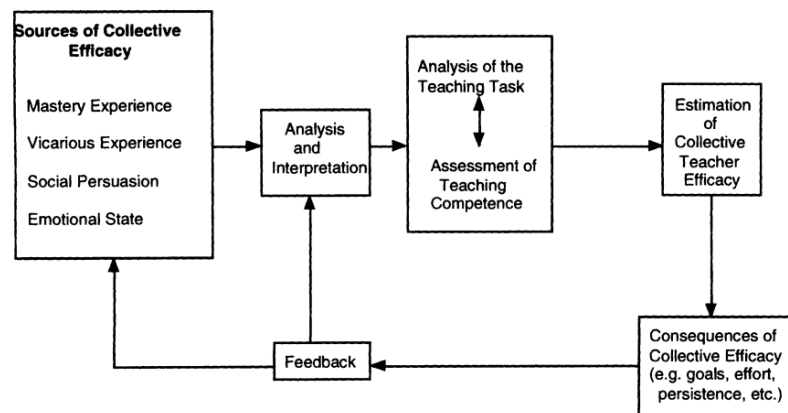 Sources of Collective
Efficacy
Mastery Experience
Vicarious Experience
Social Persuasion
Emotional State
Analysis
and
Interpretation
Analysis of the
Teaching Task
Assessment of
Teaching
Competence
Estimation
of
Collective
Teacher
Efficacy
Consequences of
Collective Efficacy
(e.g. goals, effort,
persistence, etc.)
Feedback